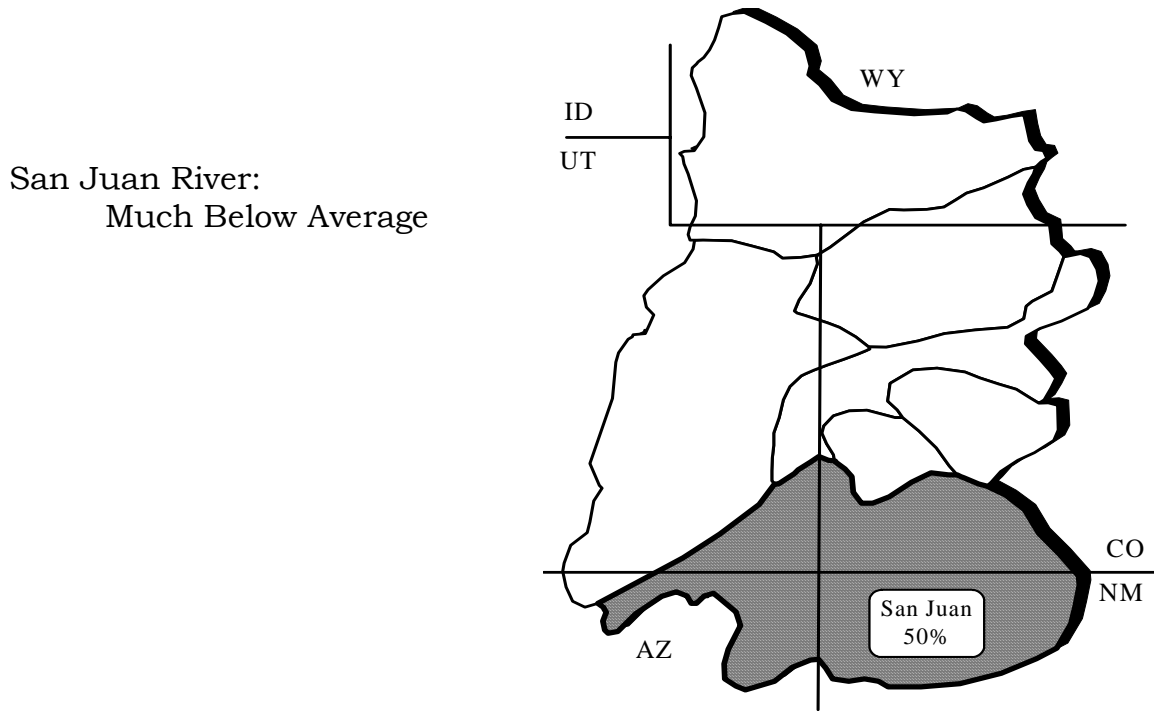 San Juan River:
Much Below Average
WY
ID
UT
CO
NM
San Juan
50%
AZ